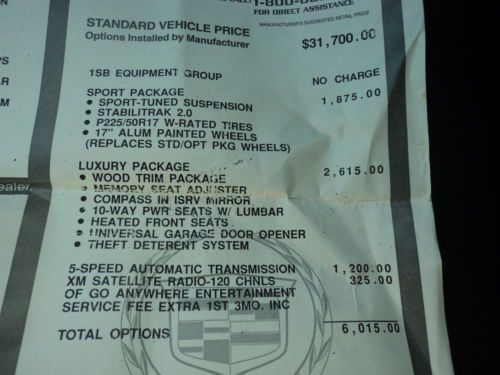 FOR DIRECT ASSISTANCE
STANDARD VEHICLE PRICE
MANUFACTURER'S SUGGESTED RETAIL PRICE
Options Installed by Manufacturer
$31,700.00
1SB EQUIPMENT GROUP NO CHARGE
SPORT PACKAGE 1,875.00
• SPORT-TUNED SUSPENSION
• STABILITRAK 2.0
• P225/50R17 W-RATED TIRES
• 17" ALUM PAINTED WHEELS
(REPLACES STD/OPT PKG WHEELS)
LUXURY PACKAGE 2,615.00
• WOOD TRIM PACKAGE
• MEMORY SEAT ADJUSTER
• COMPASS IN ISRV MIRROR
• 10-WAY PWR SEATS W/ LUMBAR
• HEATED FRONT SEATS
• UNIVERSAL GARAGE DOOR OPENER
• THEFT DETERENT SYSTEM
5-SPEED AUTOMATIC TRANSMISSION 1,200.00
XM SATELLITE RADIO-120 CHNLS 325.00
OF GO ANYWHERE ENTERTAINMENT
SERVICE FEE EXTRA 1ST 3MO. INC
TOTAL OPTIONS 6,015.00